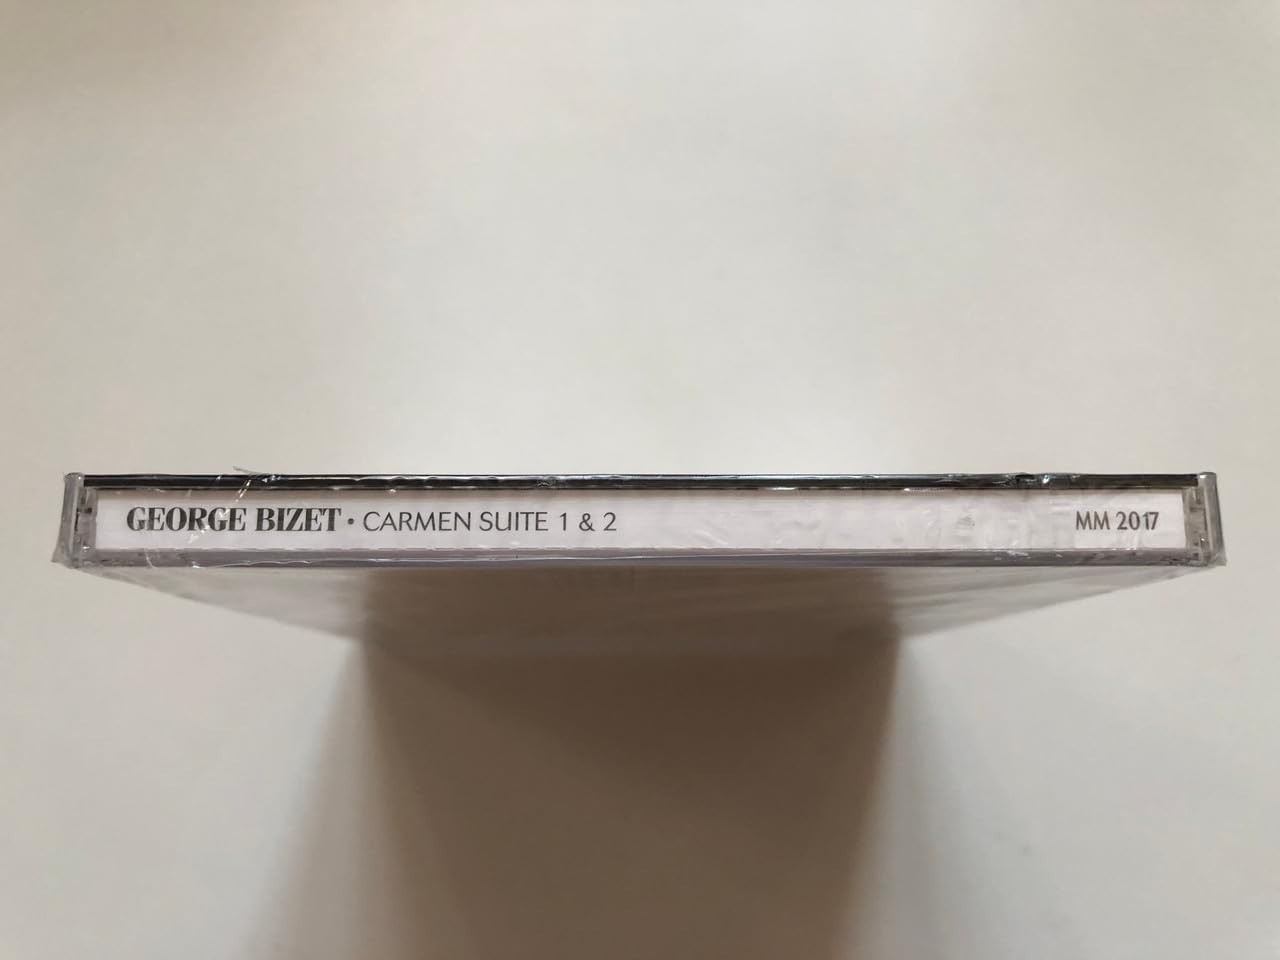 GEORGE BIZET • CARMEN SUITE 1 & 2 MM 2017